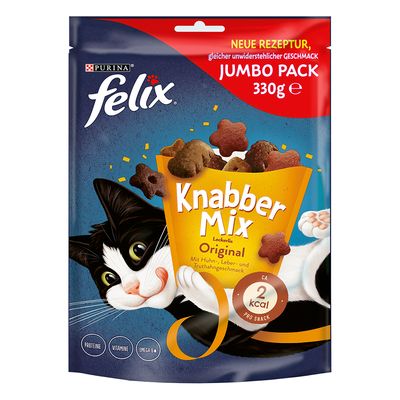 PURINA
felix
NEUE REZEPTUR,
gleicher unwiderstehlicher GESCHMACK
JUMBO PACK
330g ℮
Knabber
Mix
Leckerlis
Original
Mit Huhn-, Leber- und
Truthahngeschmack
CA.
2
kcal
PRO SNACK
PROTEINE
VITAMINE
OMEGA 6